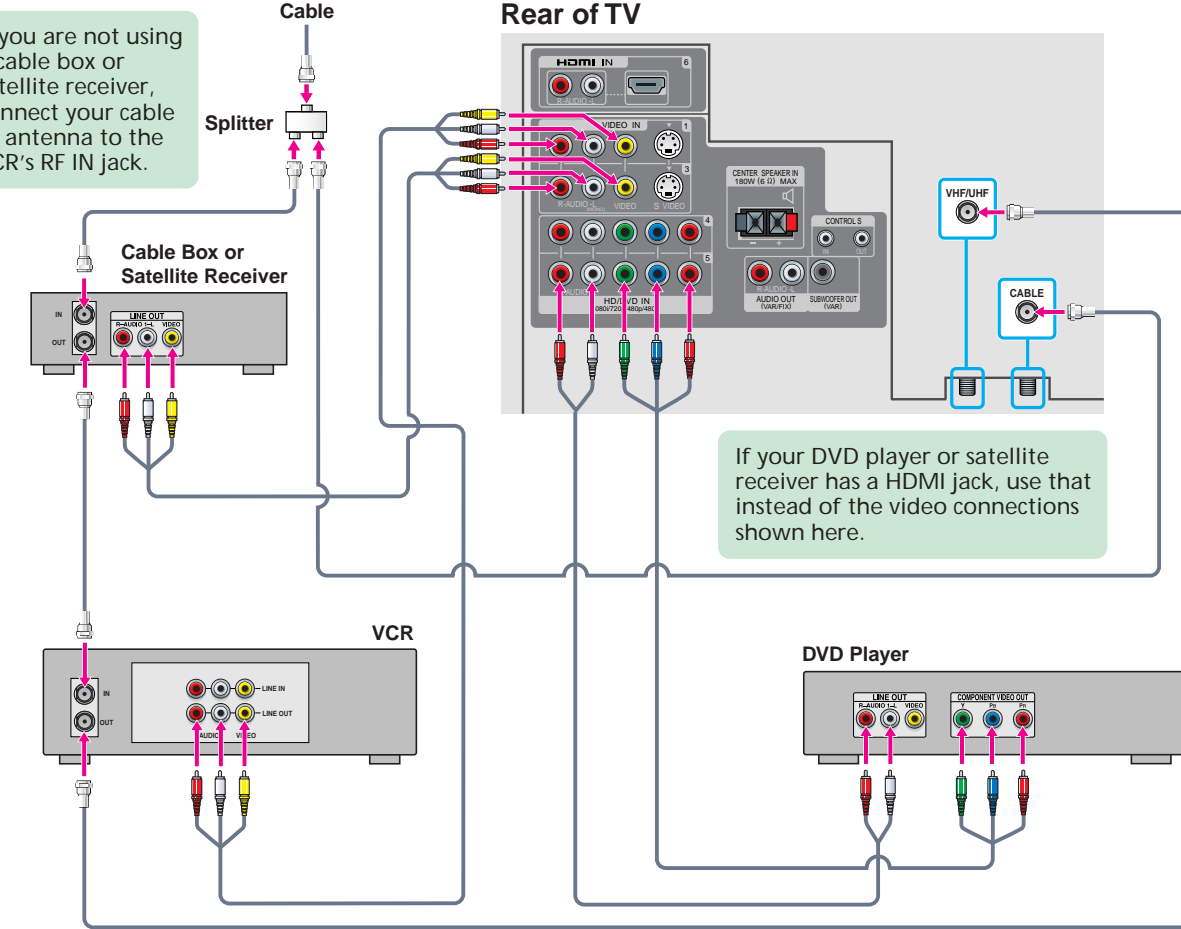 Cable
Rear of TV
you are not using
cable box or
tellite receiver,
nnect your cable
antenna to the
CR's RF IN jack.
Splitter
HDMI IN
6
R-AUDIO-L
VIDEO IN
1
3
R-AUDIO-L
VIDEO
S VIDEO
4
5
HD/DVD IN
CENTER SPEAKER IN
180W (6 Ω) MAX
− +
CONTROL S
IN
OUT
R-AUDIO-L
AUDIO OUT
(VAR/FIX)
SUBWOOFER OUT
(VAR)
VHF/UHF
CABLE
Cable Box or
Satellite Receiver
IN
OUT
LINE OUT
R–AUDIO 1–L VIDEO
If your DVD player or satellite
receiver has a HDMI jack, use that
instead of the video connections
shown here.
VCR
IN
OUT
LINE IN
LINE OUT
AUDIO
VIDEO
DVD Player
LINE OUT
R–AUDIO 1–L VIDEO
COMPONENT VIDEO OUT
Y PB PR